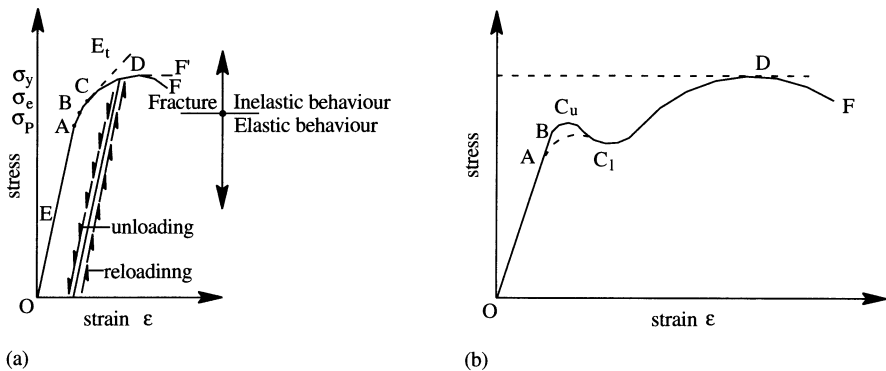 E_t
D
F'
σ_y
C
F
σ_e
B
Fracture
Inelastic behaviour
σ_P
A
Elastic behaviour
stress
E
unloading
reloadinng
O
strain ε
(a)
D
C_u
B
F
A
C_l
stress
O
strain ε
(b)